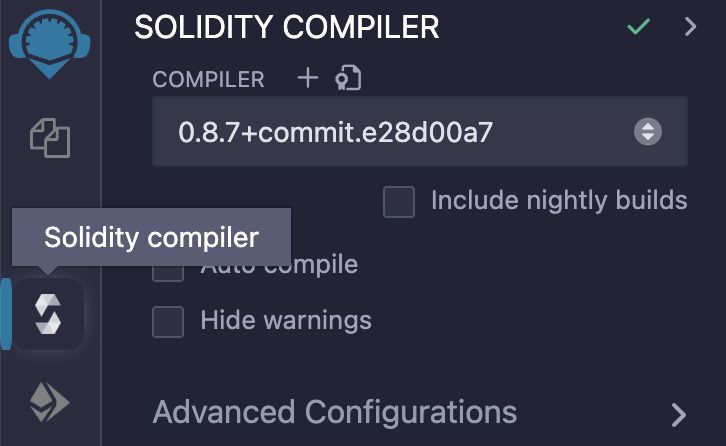 SOLIDITY COMPILER
COMPILER
0.8.7+commit.e28d00a7
Include nightly builds
Solidity compiler
Auto compile
Hide warnings
Advanced Configurations